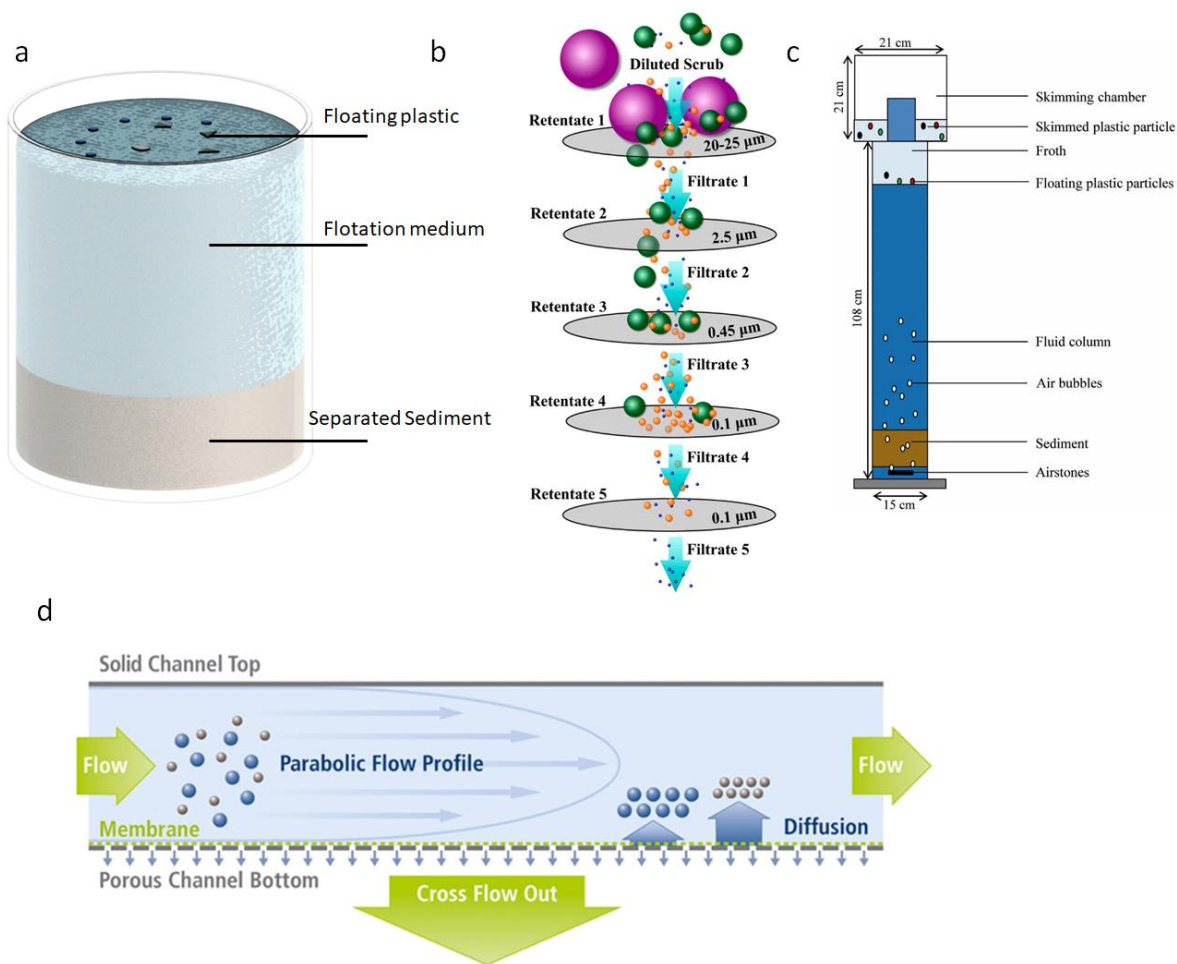 a
Floating plastic
Flotation medium
Separated Sediment
b
Diluted Scrub
Retentate 1
20-25 µm
Filtrate 1
Retentate 2
2.5 µm
Filtrate 2
Retentate 3
0.45 µm
Filtrate 3
Retentate 4
0.1 µm
Filtrate 4
Retentate 5
0.1 µm
Filtrate 5
c
21 cm
21 cm
Skimming chamber
Skimmed plastic particle
Froth
Floating plastic particles
108 cm
Fluid column
Air bubbles
Sediment
Airstones
15 cm
d
Solid Channel Top
Flow
Parabolic Flow Profile
Flow
Membrane
Diffusion
Porous Channel Bottom
Cross Flow Out